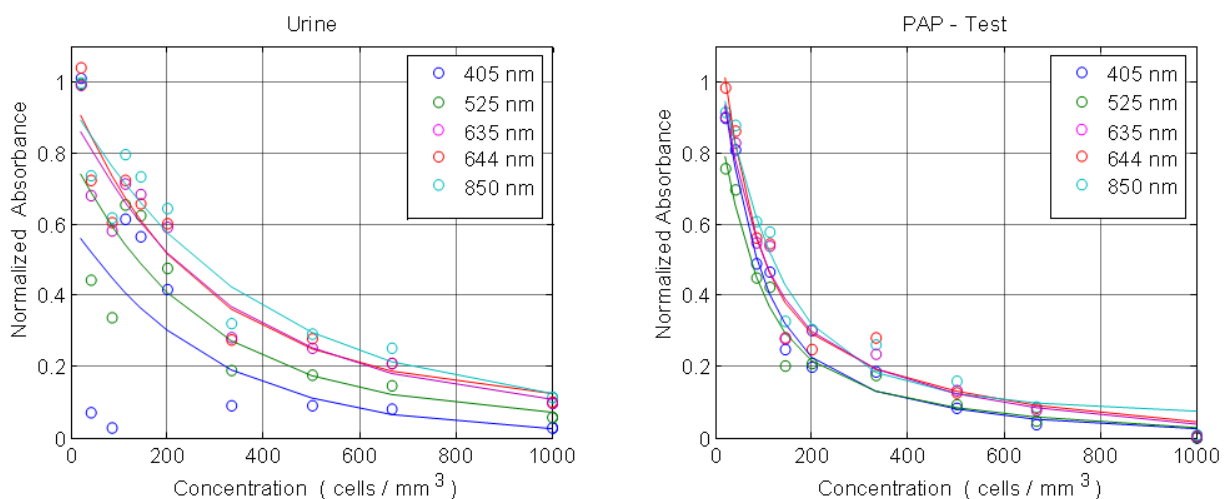 Urine
Normalized Absorbance
1
0.8
0.6
0.4
0.2
0
405 nm
525 nm
635 nm
644 nm
850 nm
0 200 400 600 800 1000
Concentration ( cells / mm 3 )
PAP - Test
Normalized Absorbance
1
0.8
0.6
0.4
0.2
0
405 nm
525 nm
635 nm
644 nm
850 nm
0 200 400 600 800 1000
Concentration ( cells / mm 3 )